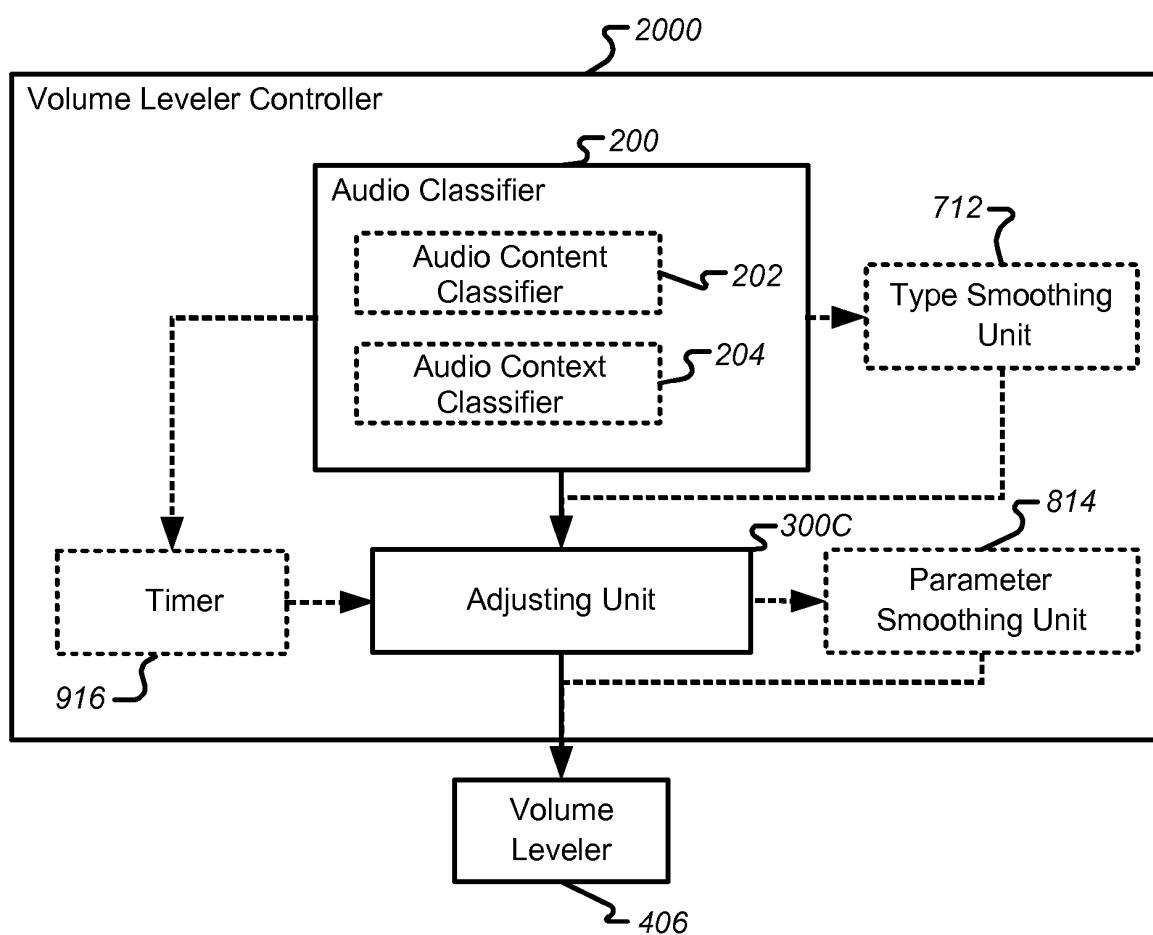 2000
Volume Leveler Controller
200
Audio Classifier
712
Audio Content
Classifier
202
Type Smoothing
Unit
Audio Context
Classifier
204
300C
814
Timer
Adjusting Unit
Parameter
Smoothing Unit
916
Volume
Leveler
406